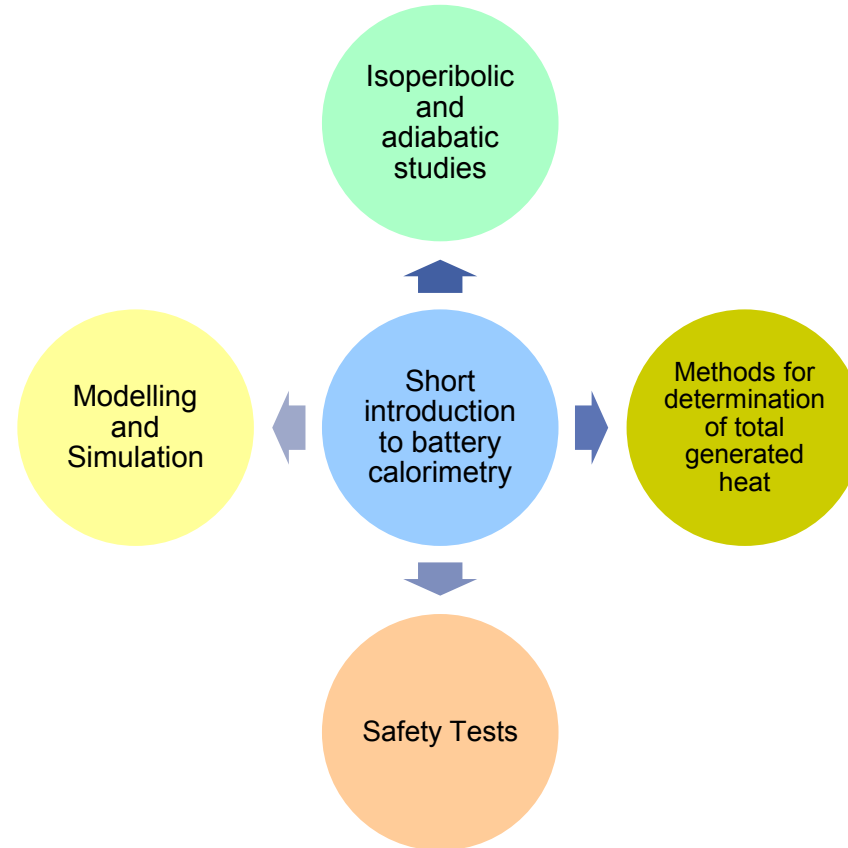 Isoperibolic
and
adiabatic
studies
Modelling
and
Simulation
Short
introduction
to battery
calorimetry
Methods for
determination
of total
generated
heat
Safety Tests